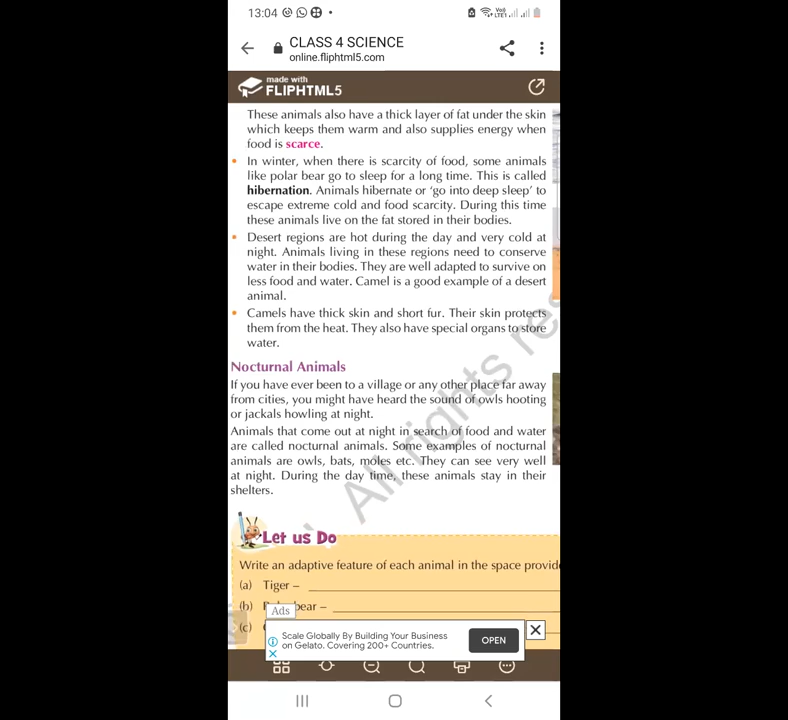 13:04
Vo)
LTE1
CLASS 4 SCIENCE
online.fliphtml5.com
made with
FLIPHTML5
These animals also have a thick layer of fat under the skin
which keeps them warm and also supplies energy when
food is scarce.
• In winter, when there is scarcity of food, some animals
like polar bear go to sleep for a long time. This is called
hibernation. Animals hibernate or ‘go into deep sleep’ to
escape extreme cold and food scarcity. During this time
these animals live on the fat stored in their bodies.
• Desert regions are hot during the day and very cold at
night. Animals living in these regions need to conserve
water in their bodies. They are well adapted to survive on
less food and water. Camel is a good example of a desert
animal.
• Camels have thick skin and short fur. Their skin protects
them from the heat. They also have special organs to store
water.
Nocturnal Animals
If you have ever been to a village or any other place far away
from cities, you might have heard the sound of owls hooting
or jackals howling at night.
Animals that come out at night in search of food and water
are called nocturnal animals. Some examples of nocturnal
animals are owls, bats, moles etc. They can see very well
at night. During the day time, these animals stay in their
shelters.
All rights res
Let us Do
Write an adaptive feature of each animal in the space provide
(a) Tiger –
(b) bear –
(c)
Ads
Scale Globally By Building Your Business
on Gelato. Covering 200+ Countries.
OPEN